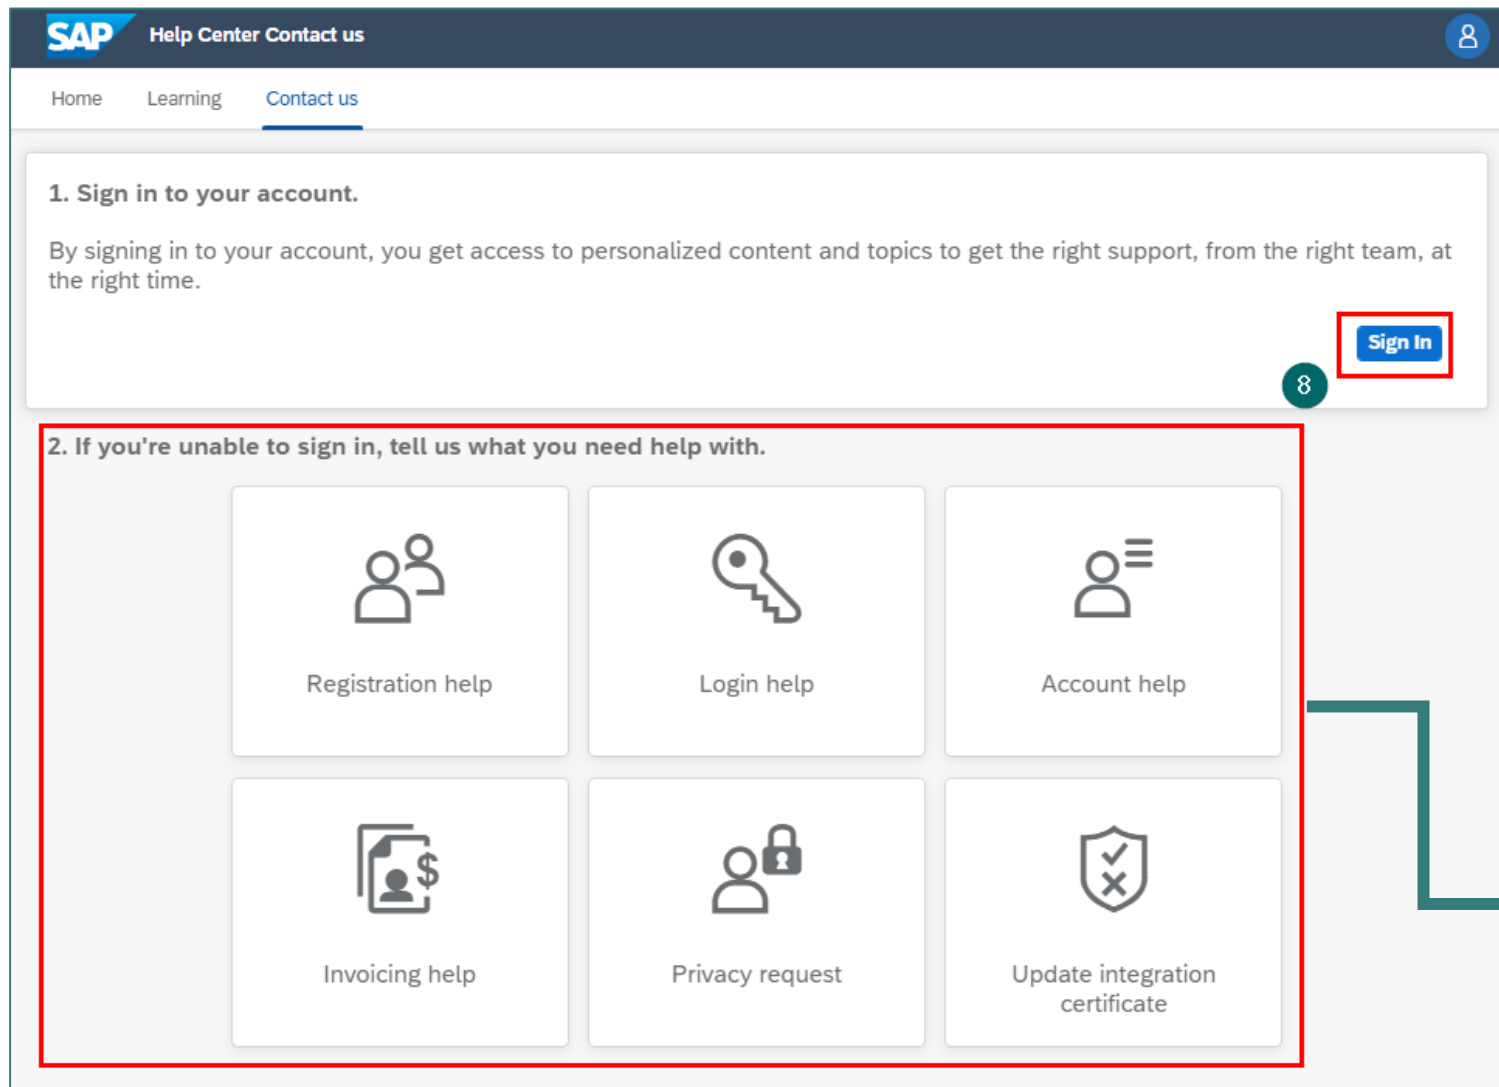 SAP Help Center Contact us
Home Learning Contact us
1. Sign in to your account.
By signing in to your account, you get access to personalized content and topics to get the right support, from the right team, at
the right time.
Sign In
8
2. If you're unable to sign in, tell us what you need help with.
Registration help Login help Account help
$
Invoicing help Privacy request Update integration
certificate